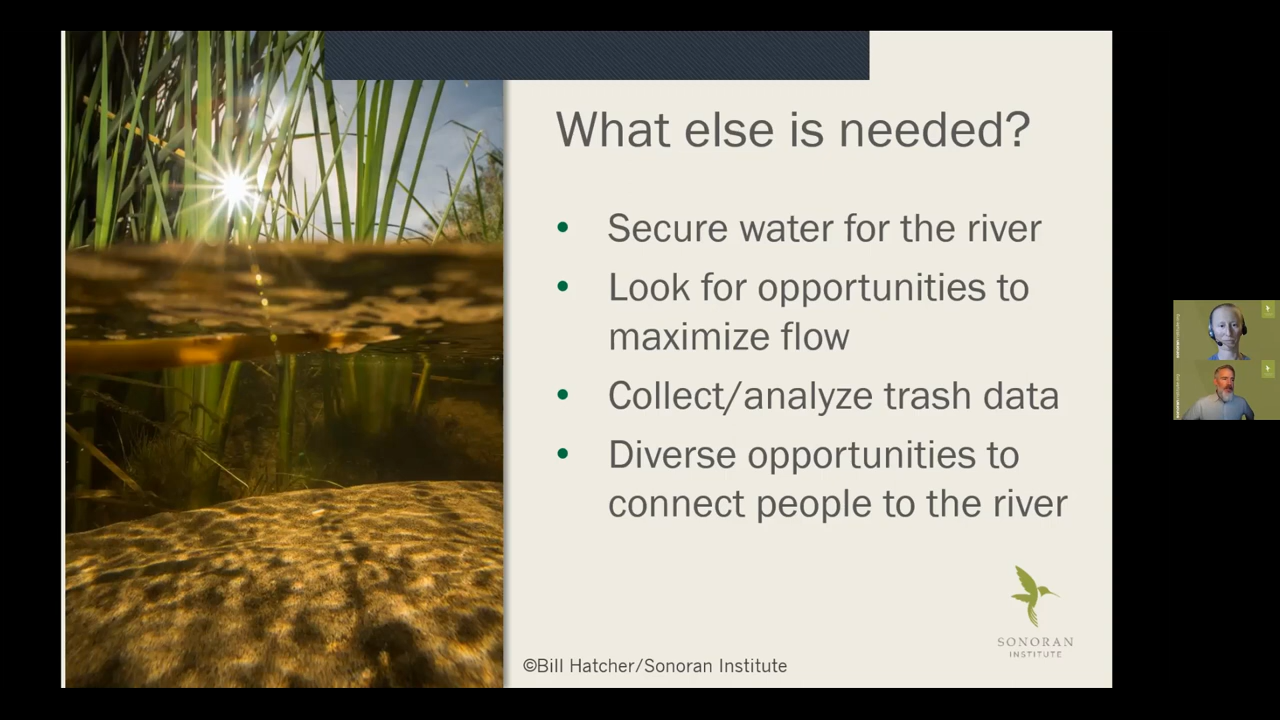 What else is needed?
• Secure water for the river
• Look for opportunities to
maximize flow
• Collect/analyze trash data
• Diverse opportunities to
connect people to the river
SONORAN
INSTITUTE
©Bill Hatcher/Sonoran Institute